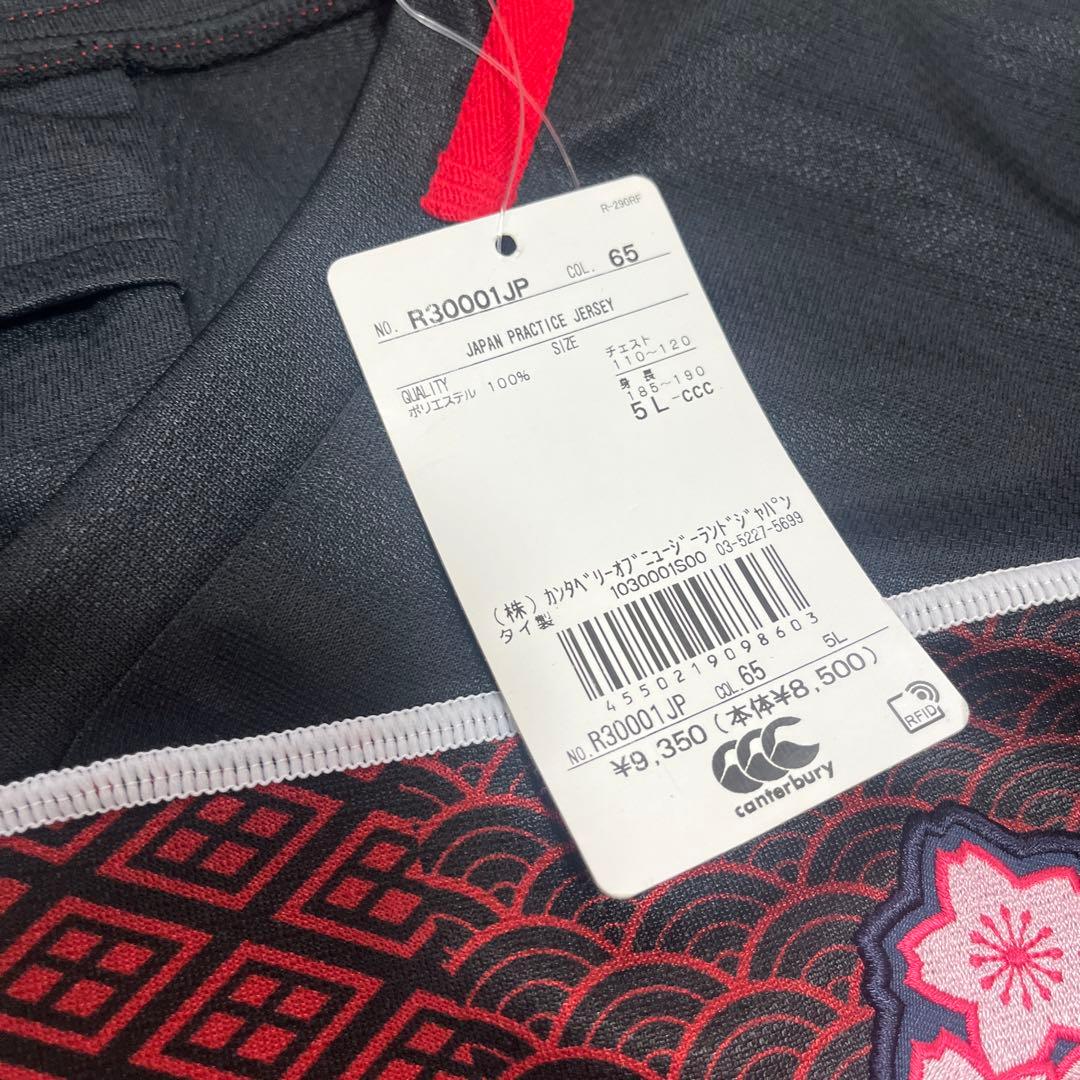 R-290RF
NO. R30001JP COL. 65
JAPAN PRACTICE JERSEY
SIZE
QUALITY
ポリエステル 100%
チェスト
110~120
身長
185~190
5L-CCC
(株)カンタベリーオブニュージーランドジャパン
タイ製 1030001S00 03-5227-5699
4550219098603
NO. R30001JP COL. 65 5L
¥9,350(本体¥8,500)
RFID
canterbury